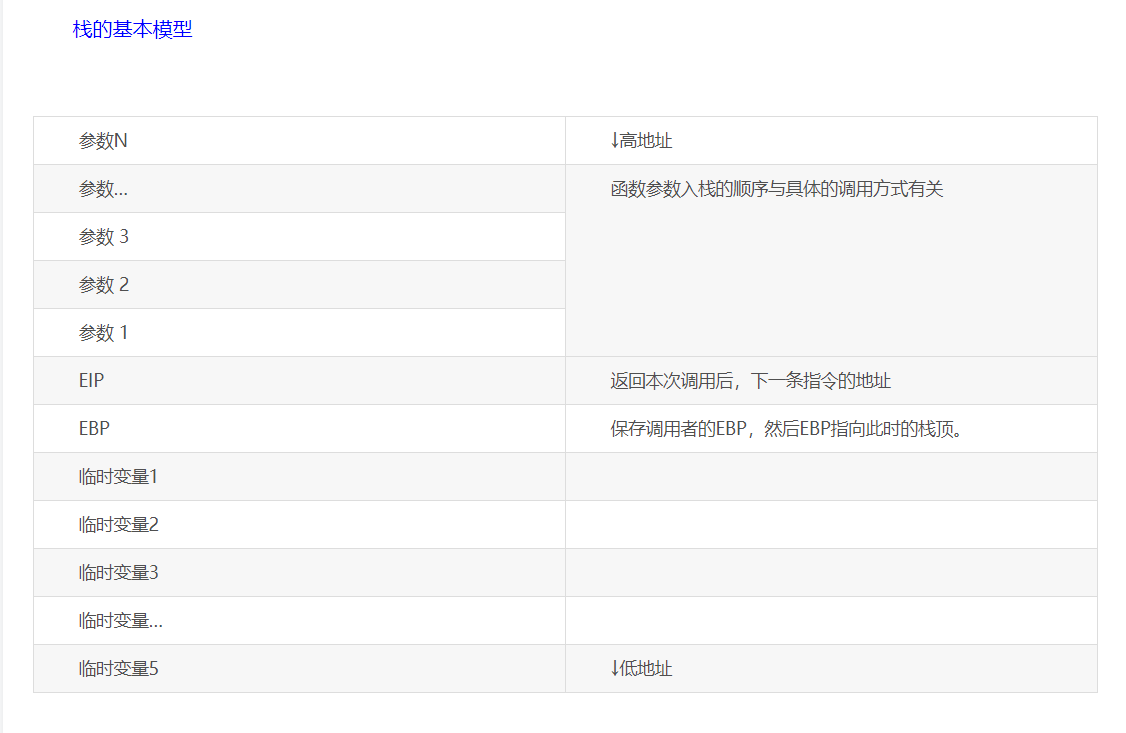 栈的基本模型
参数N
↓高地址
参数…
函数参数入栈的顺序与具体的调用方式有关
参数 3
参数 2
参数 1
EIP
返回本次调用后，下一条指令的地址
EBP
保存调用者的EBP，然后EBP指向此时的栈顶。
临时变量1
临时变量2
临时变量3
临时变量…
临时变量5
↓低地址